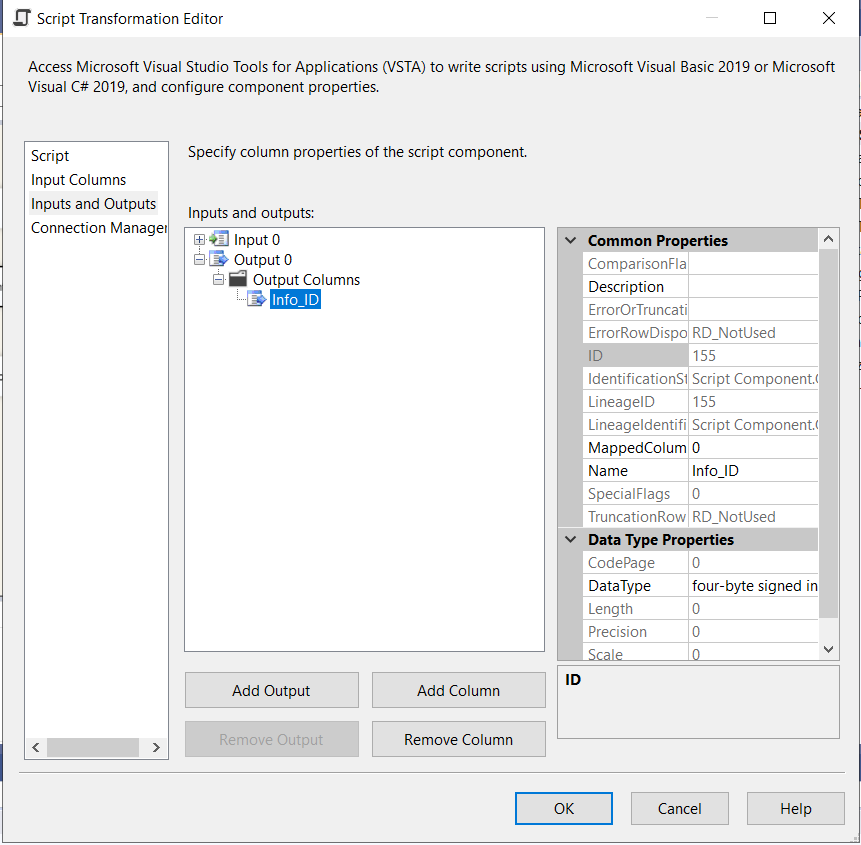 Script Transformation Editor
Access Microsoft Visual Studio Tools for Applications (VSTA) to write scripts using Microsoft Visual Basic 2019 or Microsoft
Visual C# 2019, and configure component properties.
Script
Input Columns
Inputs and Outputs
Connection Manager
Specify column properties of the script component.
Inputs and outputs:
Input 0
Output 0
Output Columns
Info_ID
Common Properties
ComparisonFla
Description
ErrorOrTruncati
ErrorRowDispo RD_NotUsed
ID 155
IdentificationSt Script Component.
LineageID 155
LineageIdentifi Script Component.
MappedColum 0
Name Info_ID
SpecialFlags 0
TruncationRow RD_NotUsed
Data Type Properties
CodePage 0
DataType four-byte signed in
Length 0
Precision 0
Scale 0
Add Output
Add Column
Remove Output
Remove Column
ID
OK
Cancel
Help